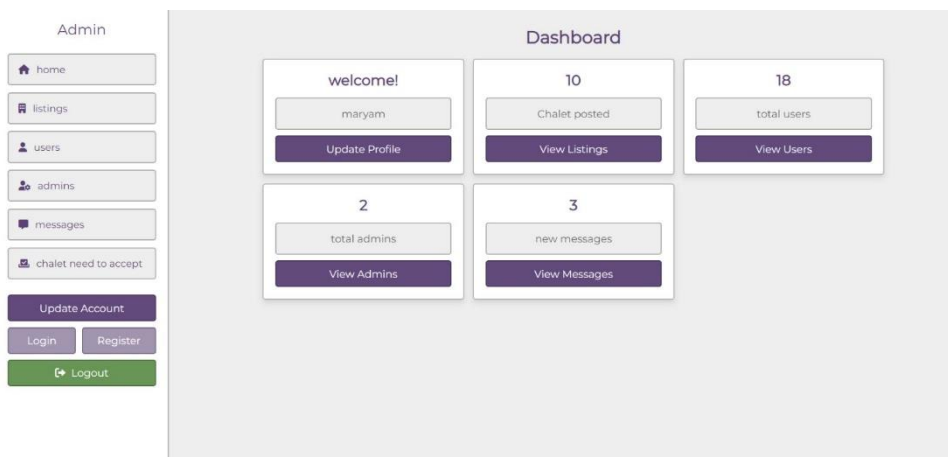 Admin
home
listings
users
admins
messages
chalet need to accept
Update Account
Login
Register
Logout
Dashboard
welcome!
maryam
Update Profile
10
Chalet posted
View Listings
18
total users
View Users
2
total admins
View Admins
3
new messages
View Messages